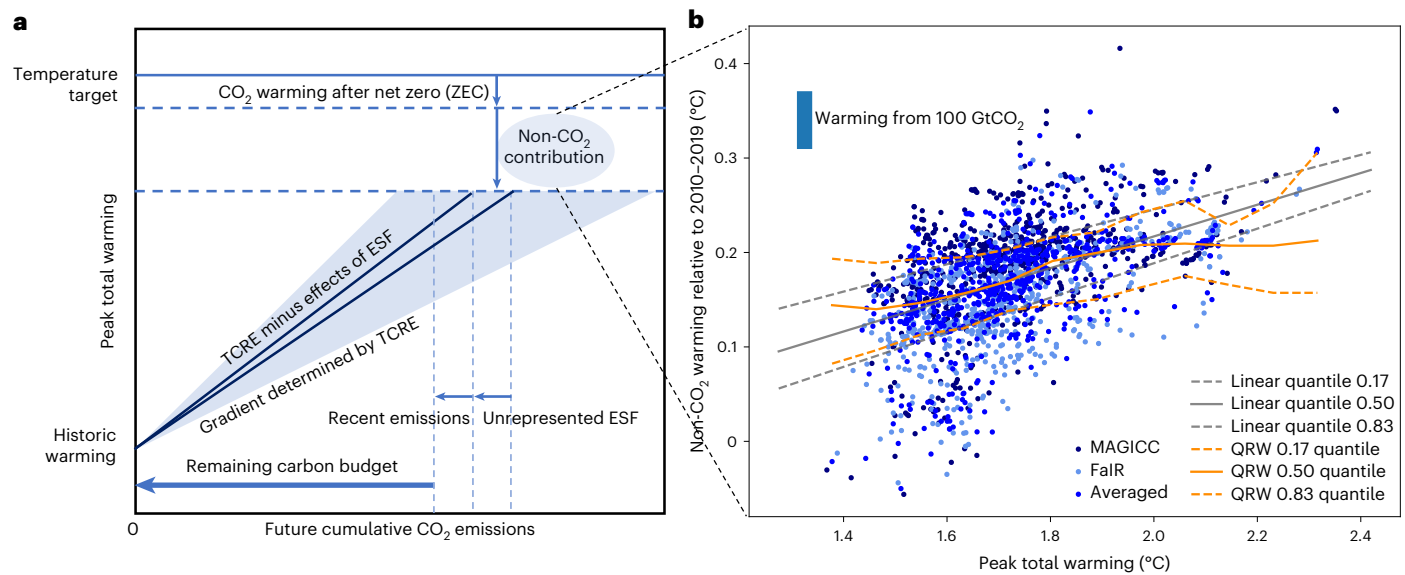 a
Temperature
target
CO2 warming after net zero (ZEC)
Non-CO2
contribution
Peak total warming
TCRE minus effects of ESF
Gradient determined by TCRE
Recent emissions
Unrepresented ESF
Historic
warming
Remaining carbon budget
0
Future cumulative CO2 emissions
b
Non-CO2 warming relative to 2010–2019 (°C)
0.4
0.3
0.2
0.1
0
Warming from 100 GtCO2
MAGICC
FaIR
Averaged
Linear quantile 0.17
Linear quantile 0.50
Linear quantile 0.83
QRW 0.17 quantile
QRW 0.50 quantile
QRW 0.83 quantile
1.4
1.6
1.8
2.0
2.2
2.4
Peak total warming (°C)